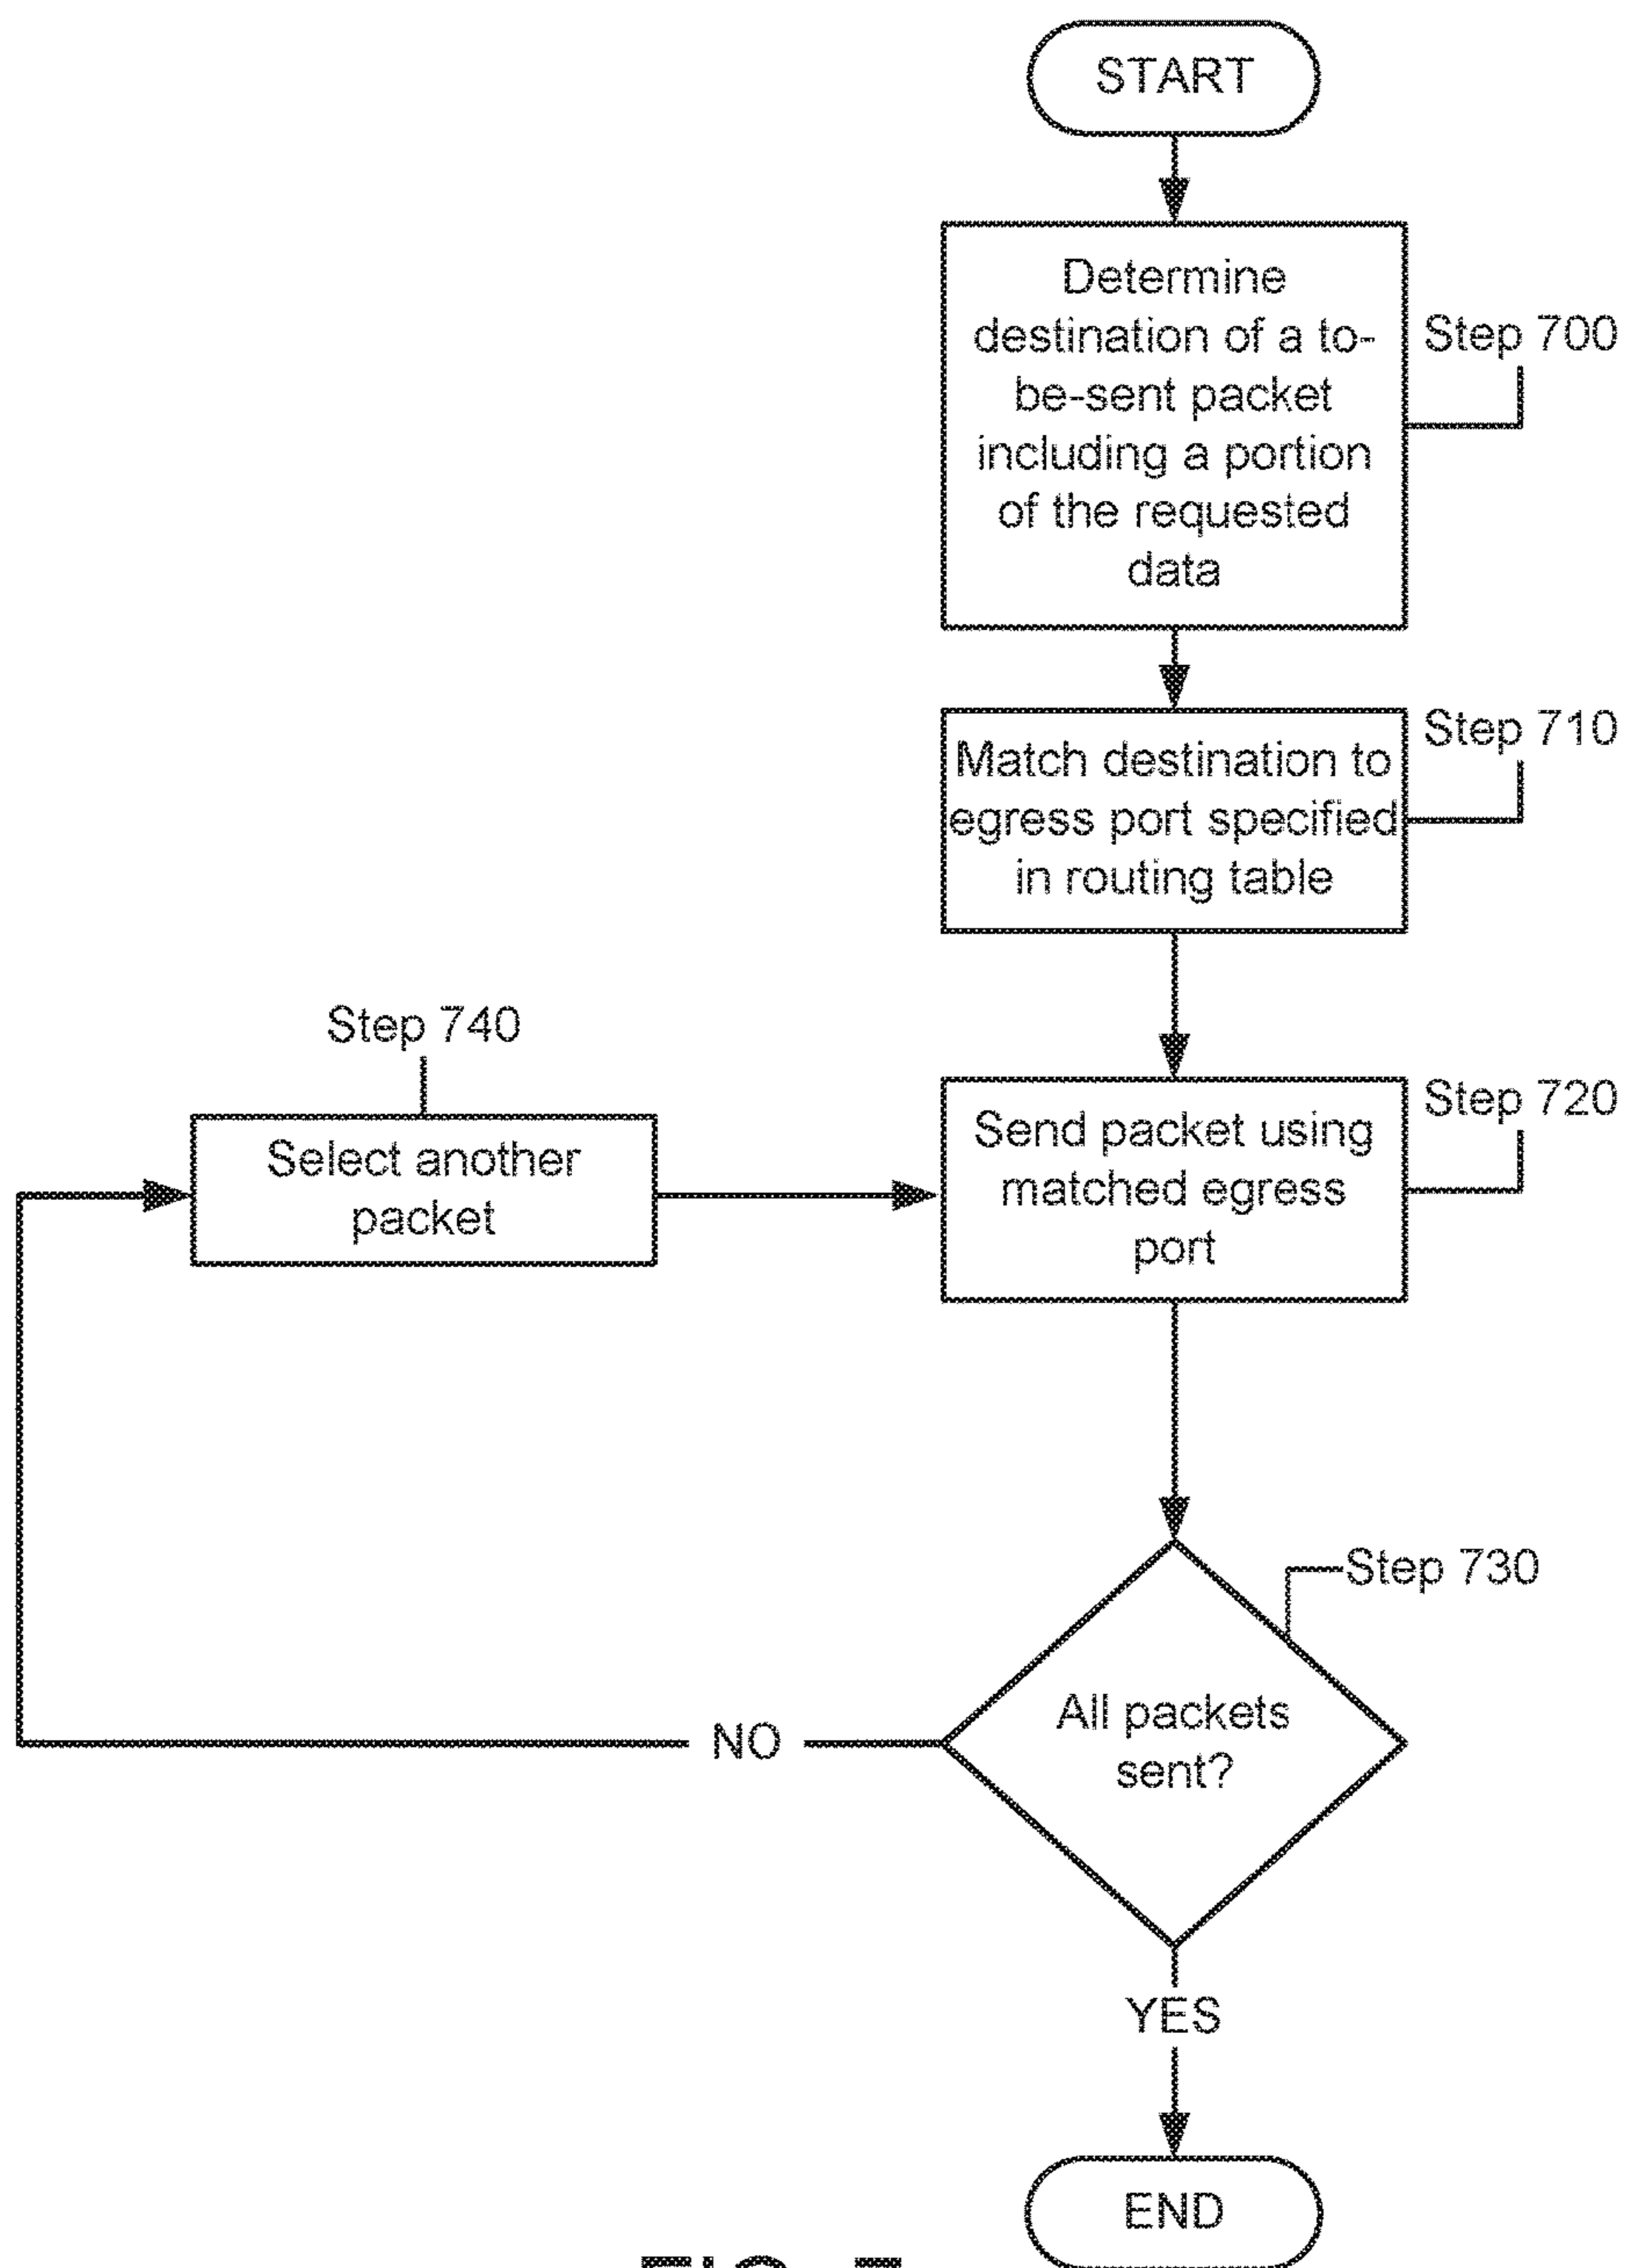 START
Determine
destination of a to-
be-sent packet
including a portion
of the requested
data
Step 700
Match destination to
egress port specified
in routing table
Step 710
Step 740
Select another
packet
Send packet using
matched egress
port
Step 720
Step 730
All packets
sent?
NO
YES
END